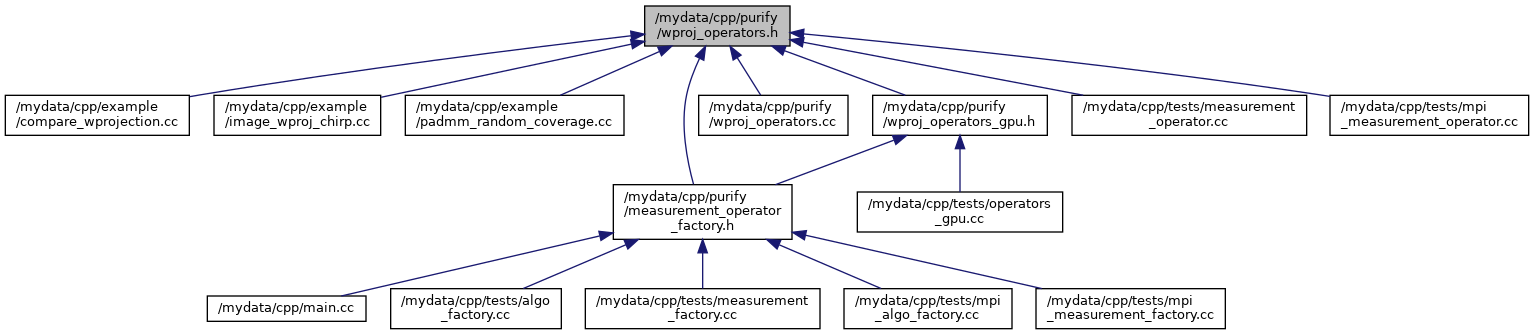 /mydata/cpp/purify
/wproj_operators.h
/mydata/cpp/example
/compare_wprojection.cc
/mydata/cpp/example
/image_wproj_chirp.cc
/mydata/cpp/example
/padmm_random_coverage.cc
/mydata/cpp/purify
/wproj_operators.cc
/mydata/cpp/purify
/wproj_operators_gpu.h
/mydata/cpp/tests/measurement
_operator.cc
/mydata/cpp/tests/mpi
_measurement_operator.cc
/mydata/cpp/purify
/measurement_operator
_factory.h
/mydata/cpp/tests/operators
_gpu.cc
/mydata/cpp/main.cc
/mydata/cpp/tests/algo
_factory.cc
/mydata/cpp/tests/measurement
_factory.cc
/mydata/cpp/tests/mpi
_algo_factory.cc
/mydata/cpp/tests/mpi
_measurement_factory.cc